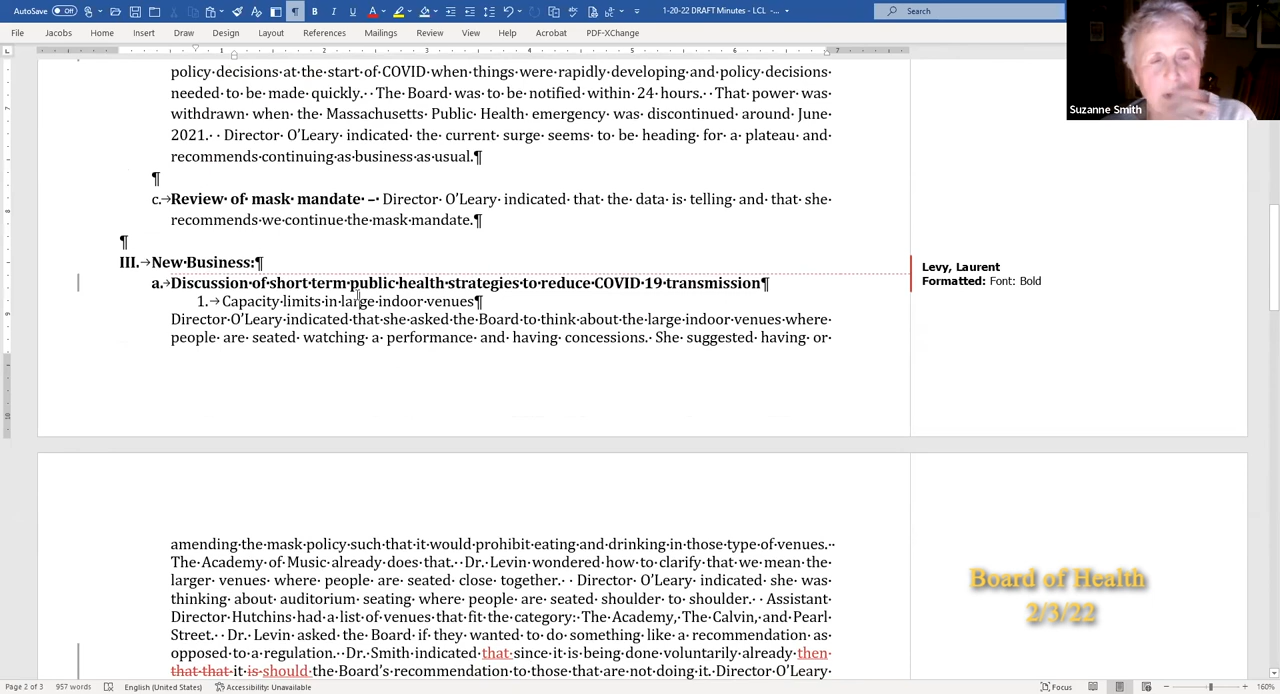 AutoSave Off
1-20-22 DRAFT Minutes - LCL -...
Search
File Home Insert Draw Design Layout References Mailings Review View Help Acrobat PDF-XChange
Jacobs
Suzanne Smith
policy decisions at the start of COVID when things were rapidly developing and policy decisions
needed to be made quickly. The Board was to be notified within 24 hours. That power was
withdrawn when the Massachusetts Public Health emergency was discontinued around June
2021. Director O'Leary indicated the current surge seems to be heading for a plateau and
recommends continuing as business as usual.¶
¶
c.→Review of mask mandate – Director O'Leary indicated that the data is telling and that she
recommends we continue the mask mandate.¶
¶
III.→New Business:¶
a.→Discussion of short term public health strategies to reduce COVID-19 transmission¶
1.→Capacity limits in large indoor venues¶
Director O'Leary indicated that she asked the Board to think about the large indoor venues where
people are seated watching a performance and having concessions. She suggested having or
Levy, Laurent
Formatted: Font: Bold
amending the mask policy such that it would prohibit eating and drinking in those type of venues.
The Academy of Music already does that. Dr. Levin wondered how to clarify that we mean the
larger venues where people are seated close together. Director O'Leary indicated she was
thinking about auditorium seating where people are seated shoulder to shoulder. Assistant
Director Hutchins had a list of venues that fit the category: The Academy, The Calvin, and Pearl
Street. Dr. Levin asked the Board if they wanted to do something like a recommendation as
opposed to a regulation. Dr. Smith indicated that since it is being done voluntarily already then
that that it is should the Board's recommendation to those that are not doing it. Director O'Leary
Board of Health
2/3/22
Page 2 of 3 957 words English (United States) Accessibility: Unavailable Focus 160%